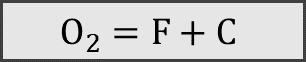 O₂ = F + C